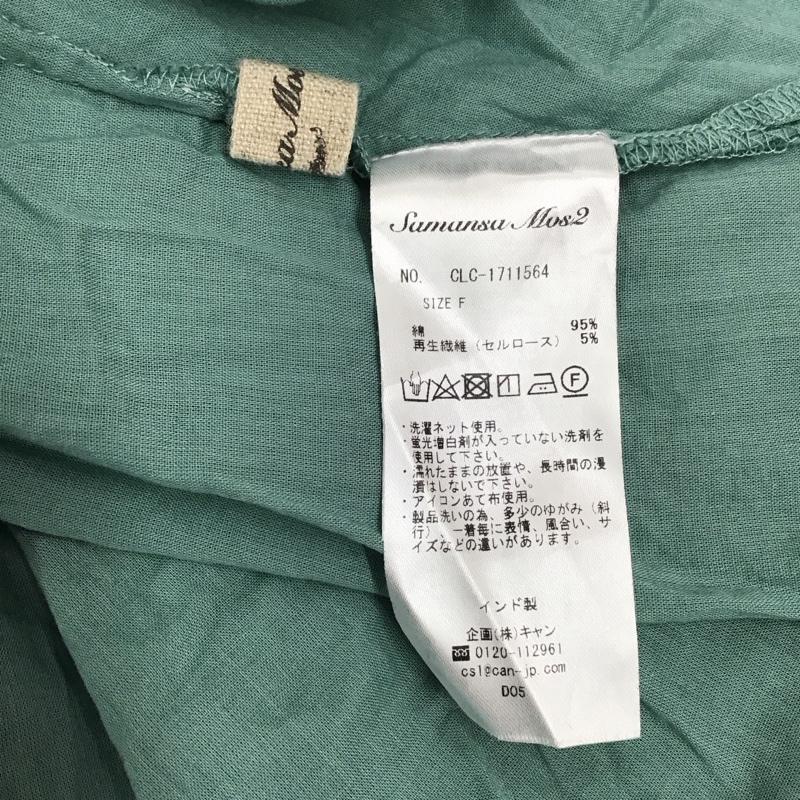 Samansa Mos2
NO. CLC-1711564
SIZE F
綿 95%
再生繊維(セルロース) 5%
F
・洗濯ネット使用。
・蛍光増白剤が入っていない洗剤を
使用して下さい。
・濡れたままの放置や、長時間の漫
漬はしないで下さい。
・アイコンあて布使用。
・製品洗いの為、多少のゆがみ(斜
行)、一着毎に表情、風合い、サ
イズなどの違いがあります。
インド製
企画(株)キャン
0120-112961
csl@can-jp.com
D05